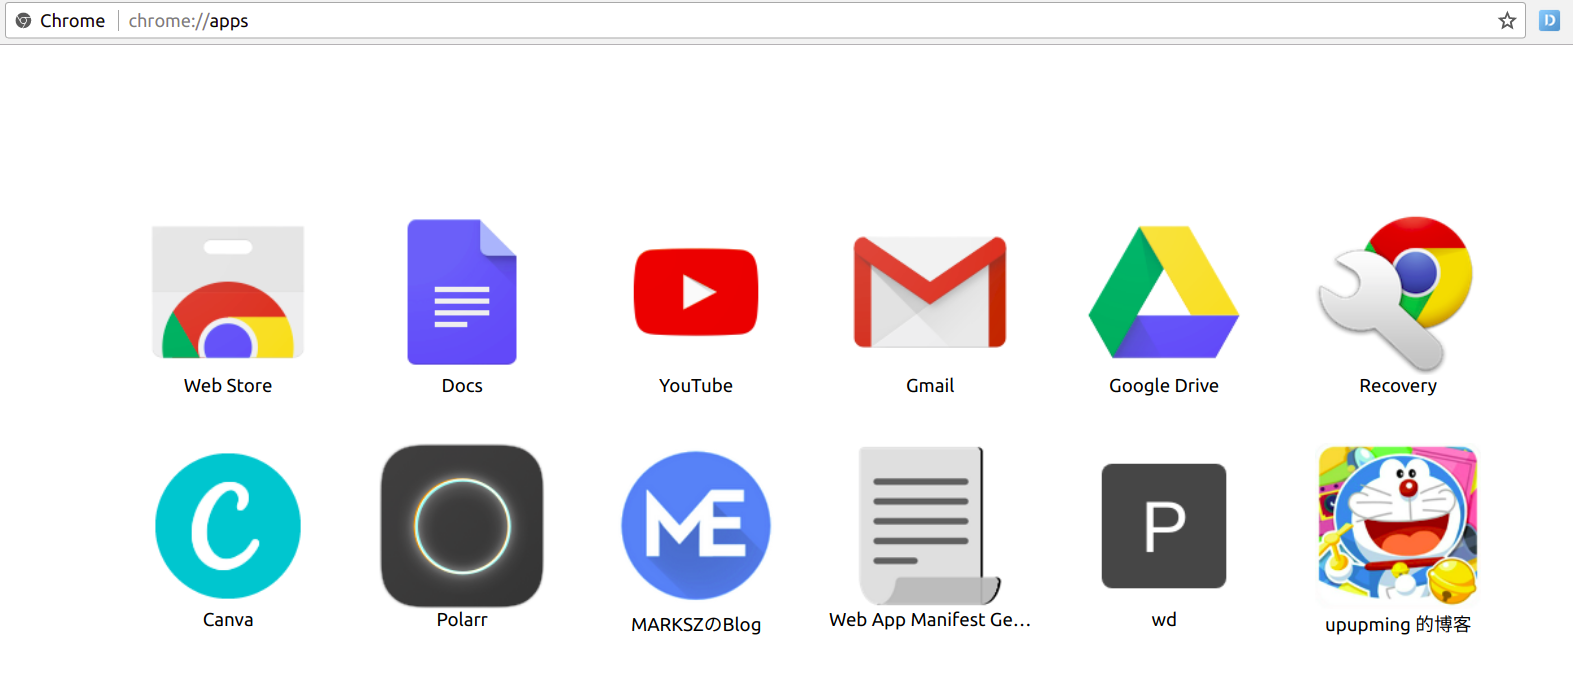 Chrome chrome://apps
D
Web Store Docs YouTube Gmail Google Drive Recovery
C ME P
Canva Polarr MARKSZのBlog Web App Manifest Ge... wd upupming 的博客